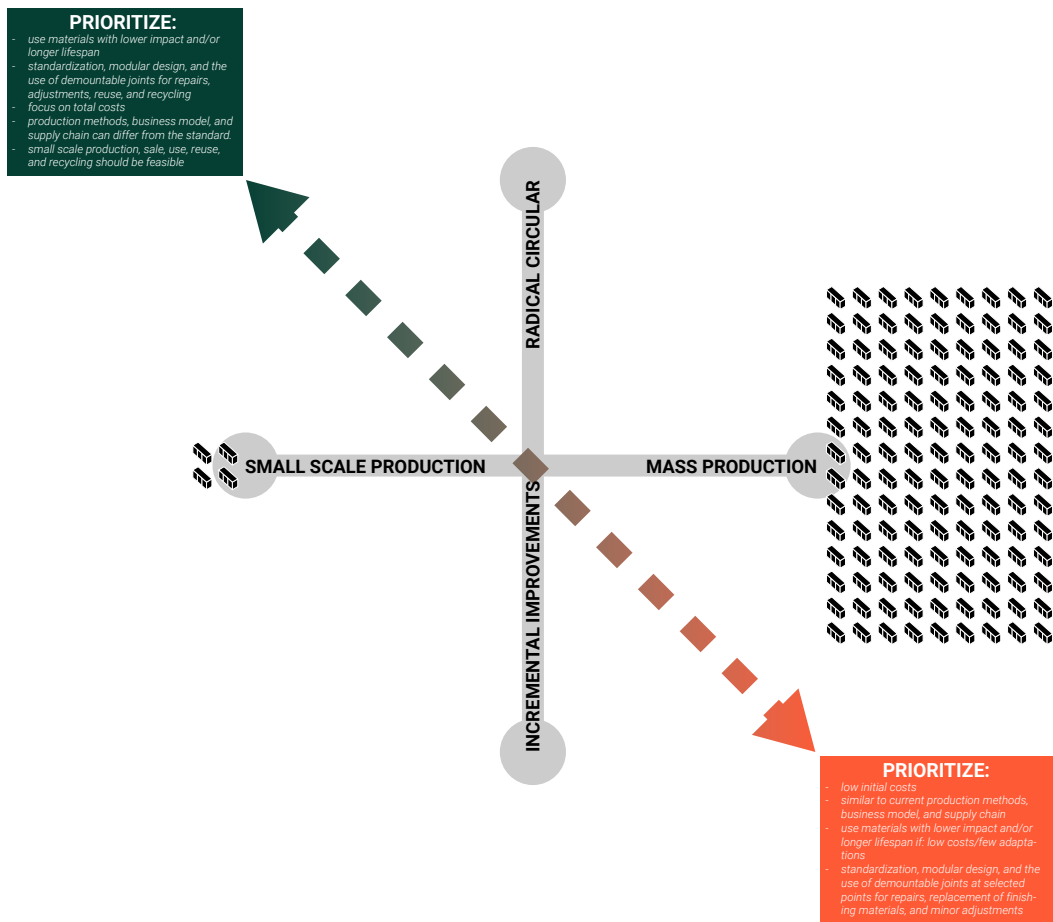 PRIORITIZE:
- use materials with lower impact and/or
longer lifespan
- standardization, modular design, and the
use of demountable joints for repairs,
adjustments, reuse, and recycling
- focus on total costs
- production methods, business model, and
supply chain can differ from the standard.
- small scale production, sale, use, reuse,
and recycling should be feasible
RADICAL CIRCULAR
SMALL SCALE PRODUCTION
MASS PRODUCTION
INCREMENTAL IMPROVEMENTS
PRIORITIZE:
- low initial costs
- similar to current production methods,
business model, and supply chain
- use materials with lower impact and/or
longer lifespan if: low costs/few adapta-
tions
- standardization, modular design, and the
use of demountable joints at selected
points for repairs, replacement of finish-
ing materials, and minor adjustments